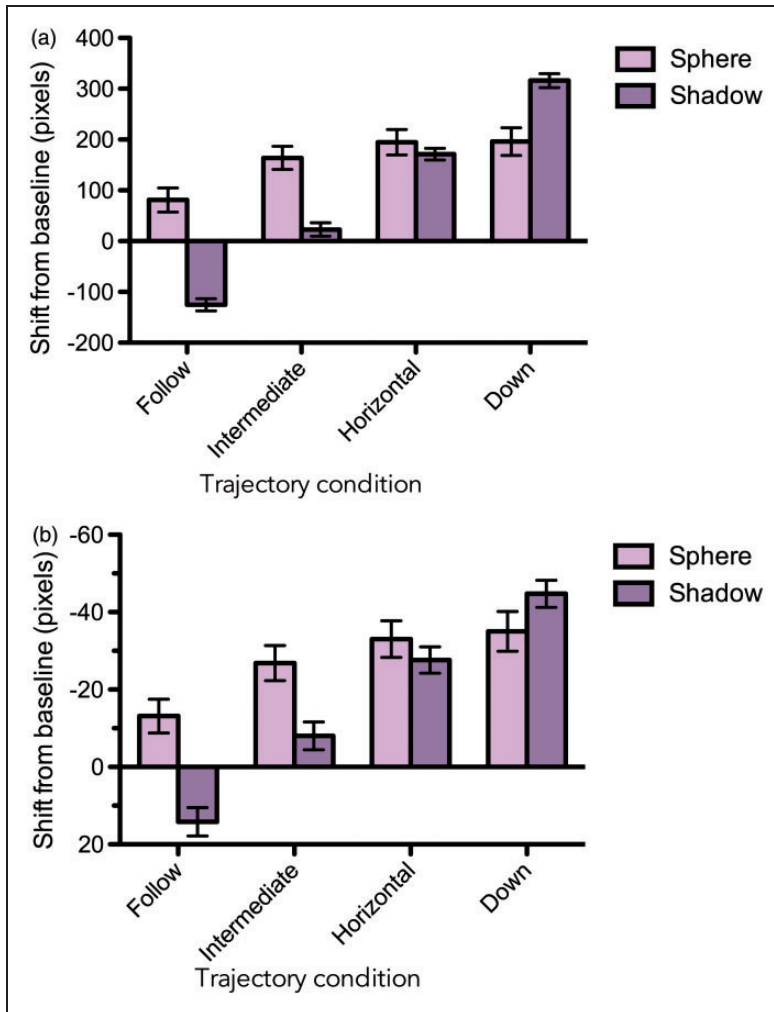 (a)
Shift from baseline (pixels)
400
300
200
100
0
-100
-200
Follow
Intermediate
Horizontal
Down
Trajectory condition
Sphere
Shadow
(b)
Shift from baseline (pixels)
-60
-40
-20
0
20
Follow
Intermediate
Horizontal
Down
Trajectory condition
Sphere
Shadow